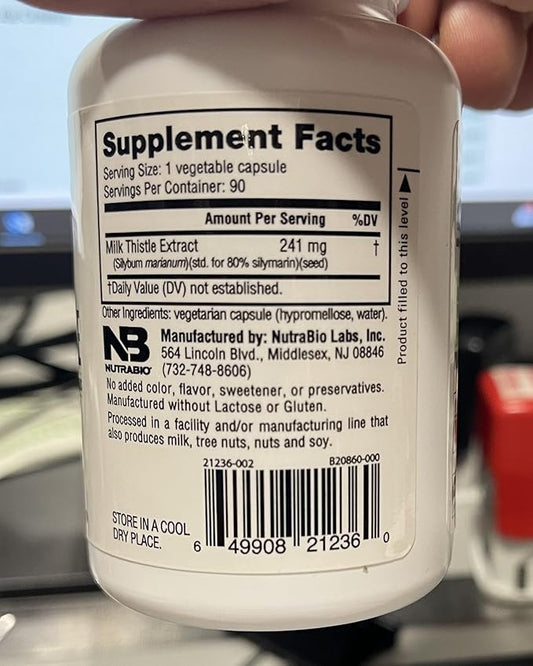 Supplement Facts
Serving Size: 1 vegetable capsule
Servings Per Container: 90
Amount Per Serving %DV
Milk Thistle Extract 241 mg †
(Silybum marianum)(std. for 80% silymarin)(seed)
†Daily Value (DV) not established.
Other Ingredients: vegetarian capsule (hypromellose, water).
NB
NUTRABIO®
Manufactured by: NutraBio Labs, Inc.
564 Lincoln Blvd., Middlesex, NJ 08846
(732-748-8606)
No added color, flavor, sweetener, or preservatives.
Manufactured without Lactose or Gluten.
Processed in a facility and/or manufacturing line that
also produces milk, tree nuts, nuts and soy.
21236-002 B20860-000
STORE IN A COOL
DRY PLACE.
6 49908 21236 0
Product filled to this level